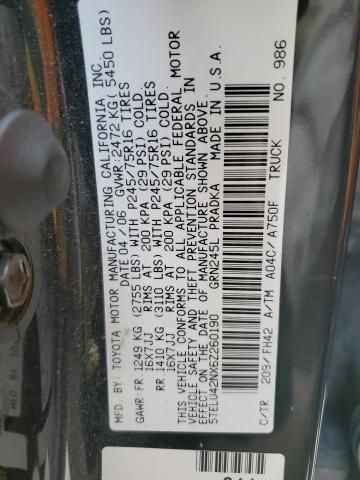 MFD. BY: TOYOTA MOTOR MANUFACTURING CALIFORNIA INC.
DATE 04 / 06 GVWR: 2472 KG ( 5450 LBS)
GAWR: FR. 1249 KG (2755 LBS) WITH P245/75R16 TIRES
16X7JJ RIMS AT 200 KPA (29 PSI) COLD.
RR. 1410 KG (3110 LBS) WITH P245/75R16 TIRES
16X7JJ RIMS AT 200 KPA (29 PSI) COLD.
THIS VEHICLE CONFORMS TO ALL APPLICABLE FEDERAL MOTOR
VEHICLE SAFETY AND THEFT PREVENTION STANDARDS IN
EFFECT ON THE DATE OF MANUFACTURE SHOWN ABOVE.
5TELU42NX6Z260190 GRN245L PRADKA MADE IN U.S.A.
TRUCK
C/TR 209/FH42 A/TM A04C/A750F
NO. 986